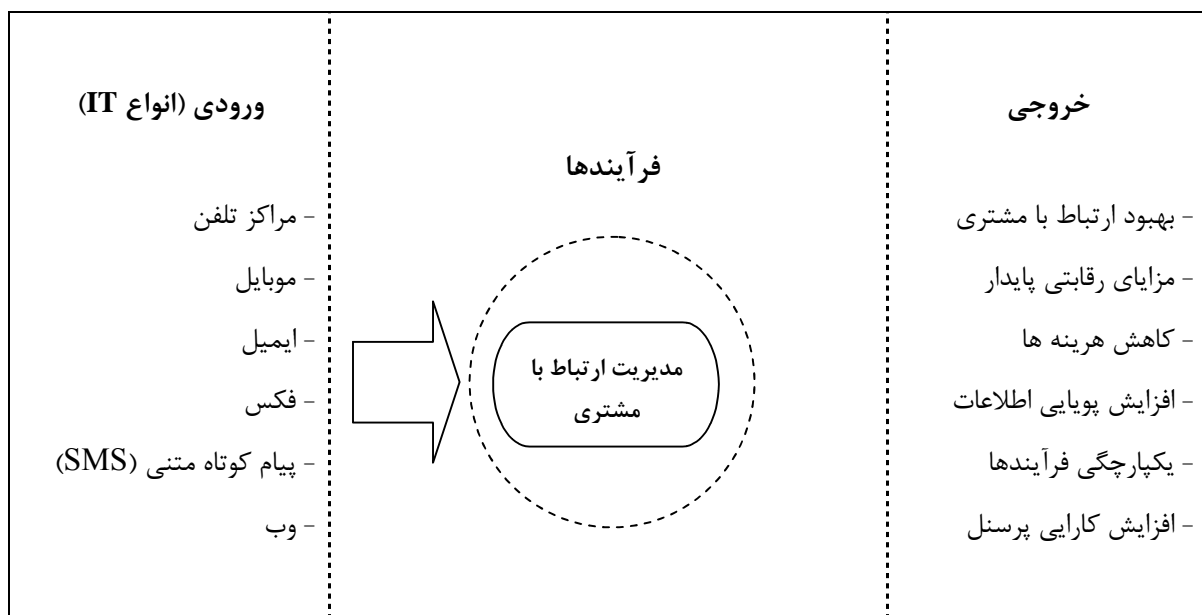 ورودی (انواع IT)
- مراکز تلفن
- موبایل
- ایمیل
- فکس
- پیام کوتاه متنی (SMS)
- وب
فرآیندها
مدیریت ارتباط با
مشتری
خروجی
- بهبود ارتباط با مشتری
- مزایای رقابتی پایدار
- کاهش هرینه ها
- افزایش پویایی اطلاعات
- یکپارچگی فرآیندها
- افزایش کارایی پرسنل